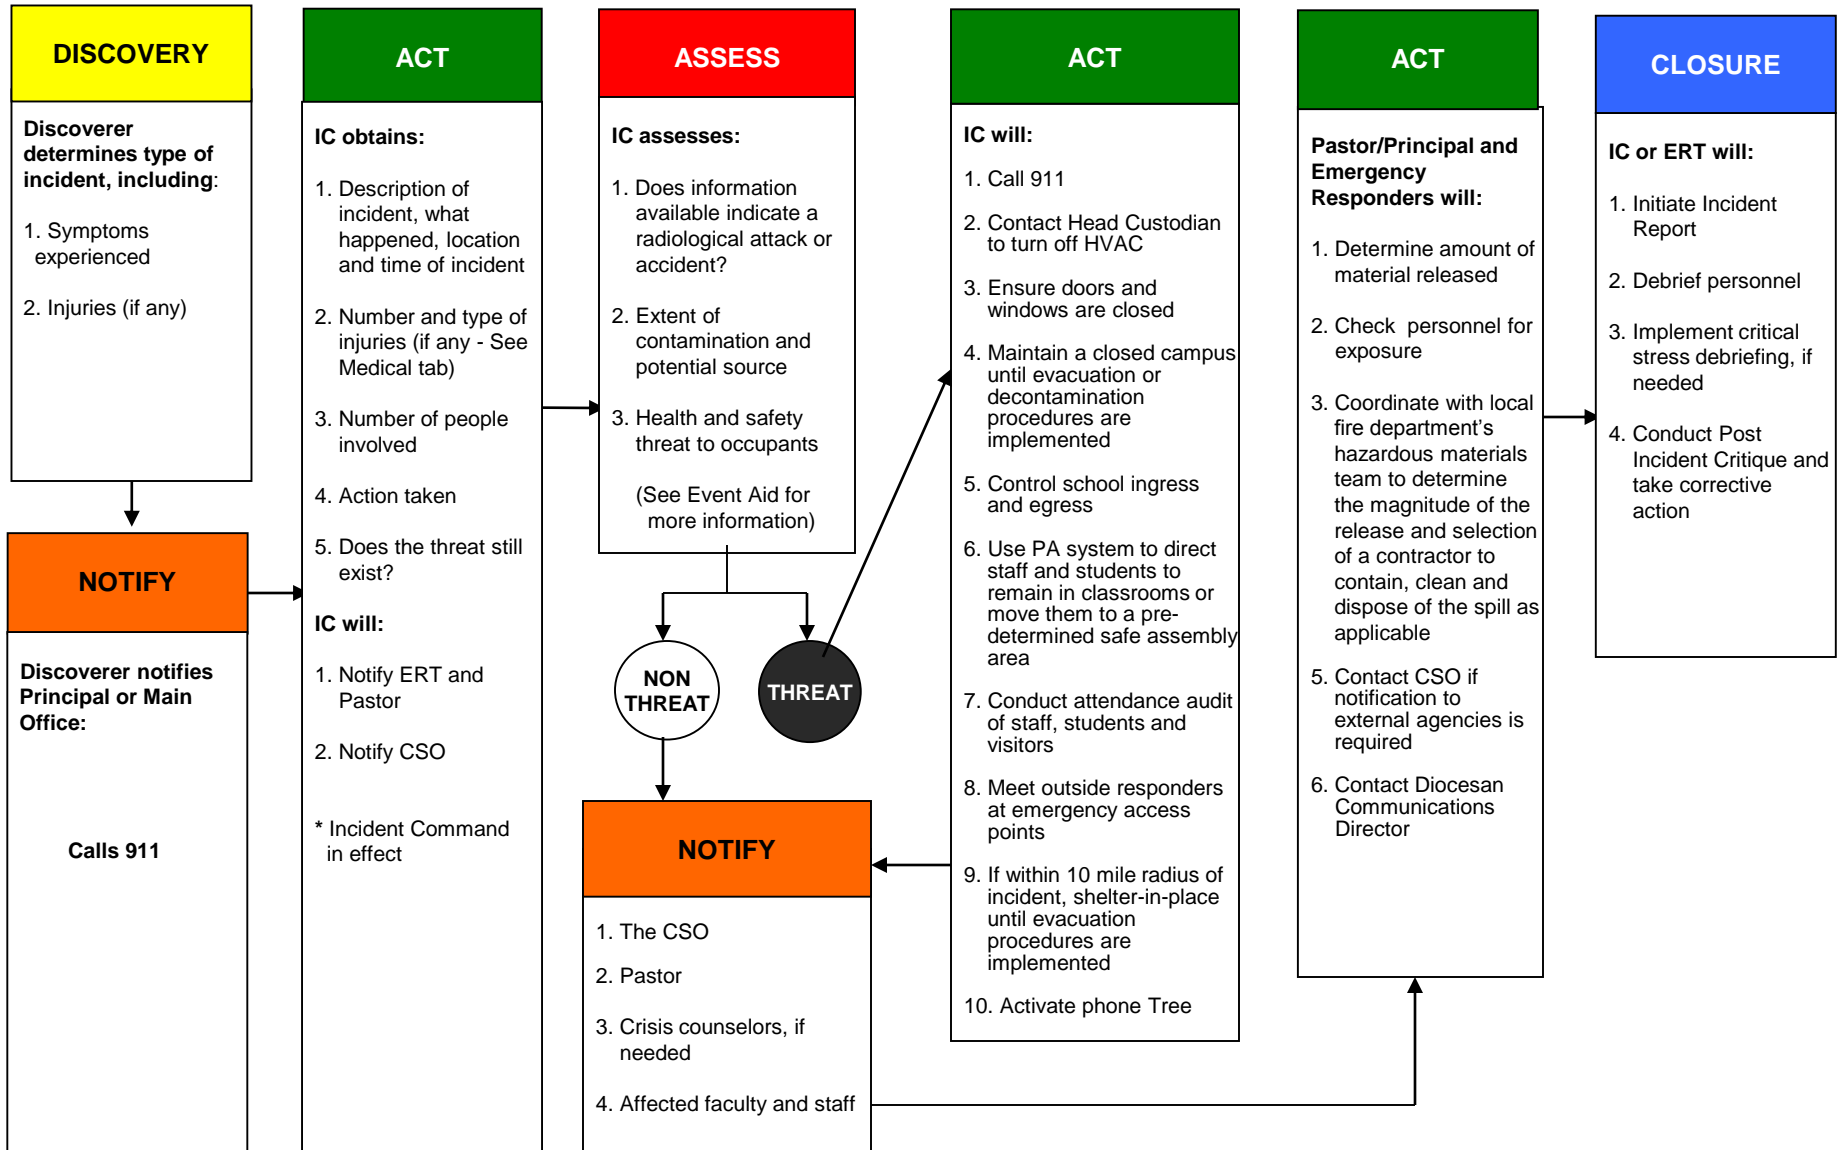 DISCOVERY
Discoverer
determines type of
incident, including:
1. Symptoms
experienced
2. Injuries (if any)
NOTIFY
Discoverer notifies
Principal or Main
Office:
Calls 911
ACT
IC obtains:
1. Description of
incident, what
happened, location
and time of incident
2. Number and type of
injuries (if any - See
Medical tab)
3. Number of people
involved
4. Action taken
5. Does the threat still
exist?
IC will:
1. Notify ERT and
Pastor
2. Notify CSO
* Incident Command
in effect
ASSESS
IC assesses:
1. Does information
available indicate a
radiological attack or
accident?
2. Extent of
contamination and
potential source
3. Health and safety
threat to occupants
(See Event Aid for
more information)
NON
THREAT
THREAT
NOTIFY
1. The CSO
2. Pastor
3. Crisis counselors, if
needed
4. Affected faculty and staff
ACT
IC will:
1. Call 911
2. Contact Head Custodian
to turn off HVAC
3. Ensure doors and
windows are closed
4. Maintain a closed campus
until evacuation or
decontamination
procedures are
implemented
5. Control school ingress
and egress
6. Use PA system to direct
staff and students to
remain in classrooms or
move them to a pre-
determined safe assembly
area
7. Conduct attendance audit
of staff, students and
visitors
8. Meet outside responders
at emergency access
points
9. If within 10 mile radius of
incident, shelter-in-place
until evacuation
procedures are
implemented
10. Activate phone Tree
ACT
Pastor/Principal and
Emergency
Responders will:
1. Determine amount of
material released
2. Check personnel for
exposure
3. Coordinate with local
fire department's
hazardous materials
team to determine
the magnitude of the
release and selection
of a contractor to
contain, clean and
dispose of the spill as
applicable
5. Contact CSO if
notification to
external agencies is
required
6. Contact Diocesan
Communications
Director
CLOSURE
IC or ERT will:
1. Initiate Incident
Report
2. Debrief personnel
3. Implement critical
stress debriefing, if
needed
4. Conduct Post
Incident Critique and
take corrective
action